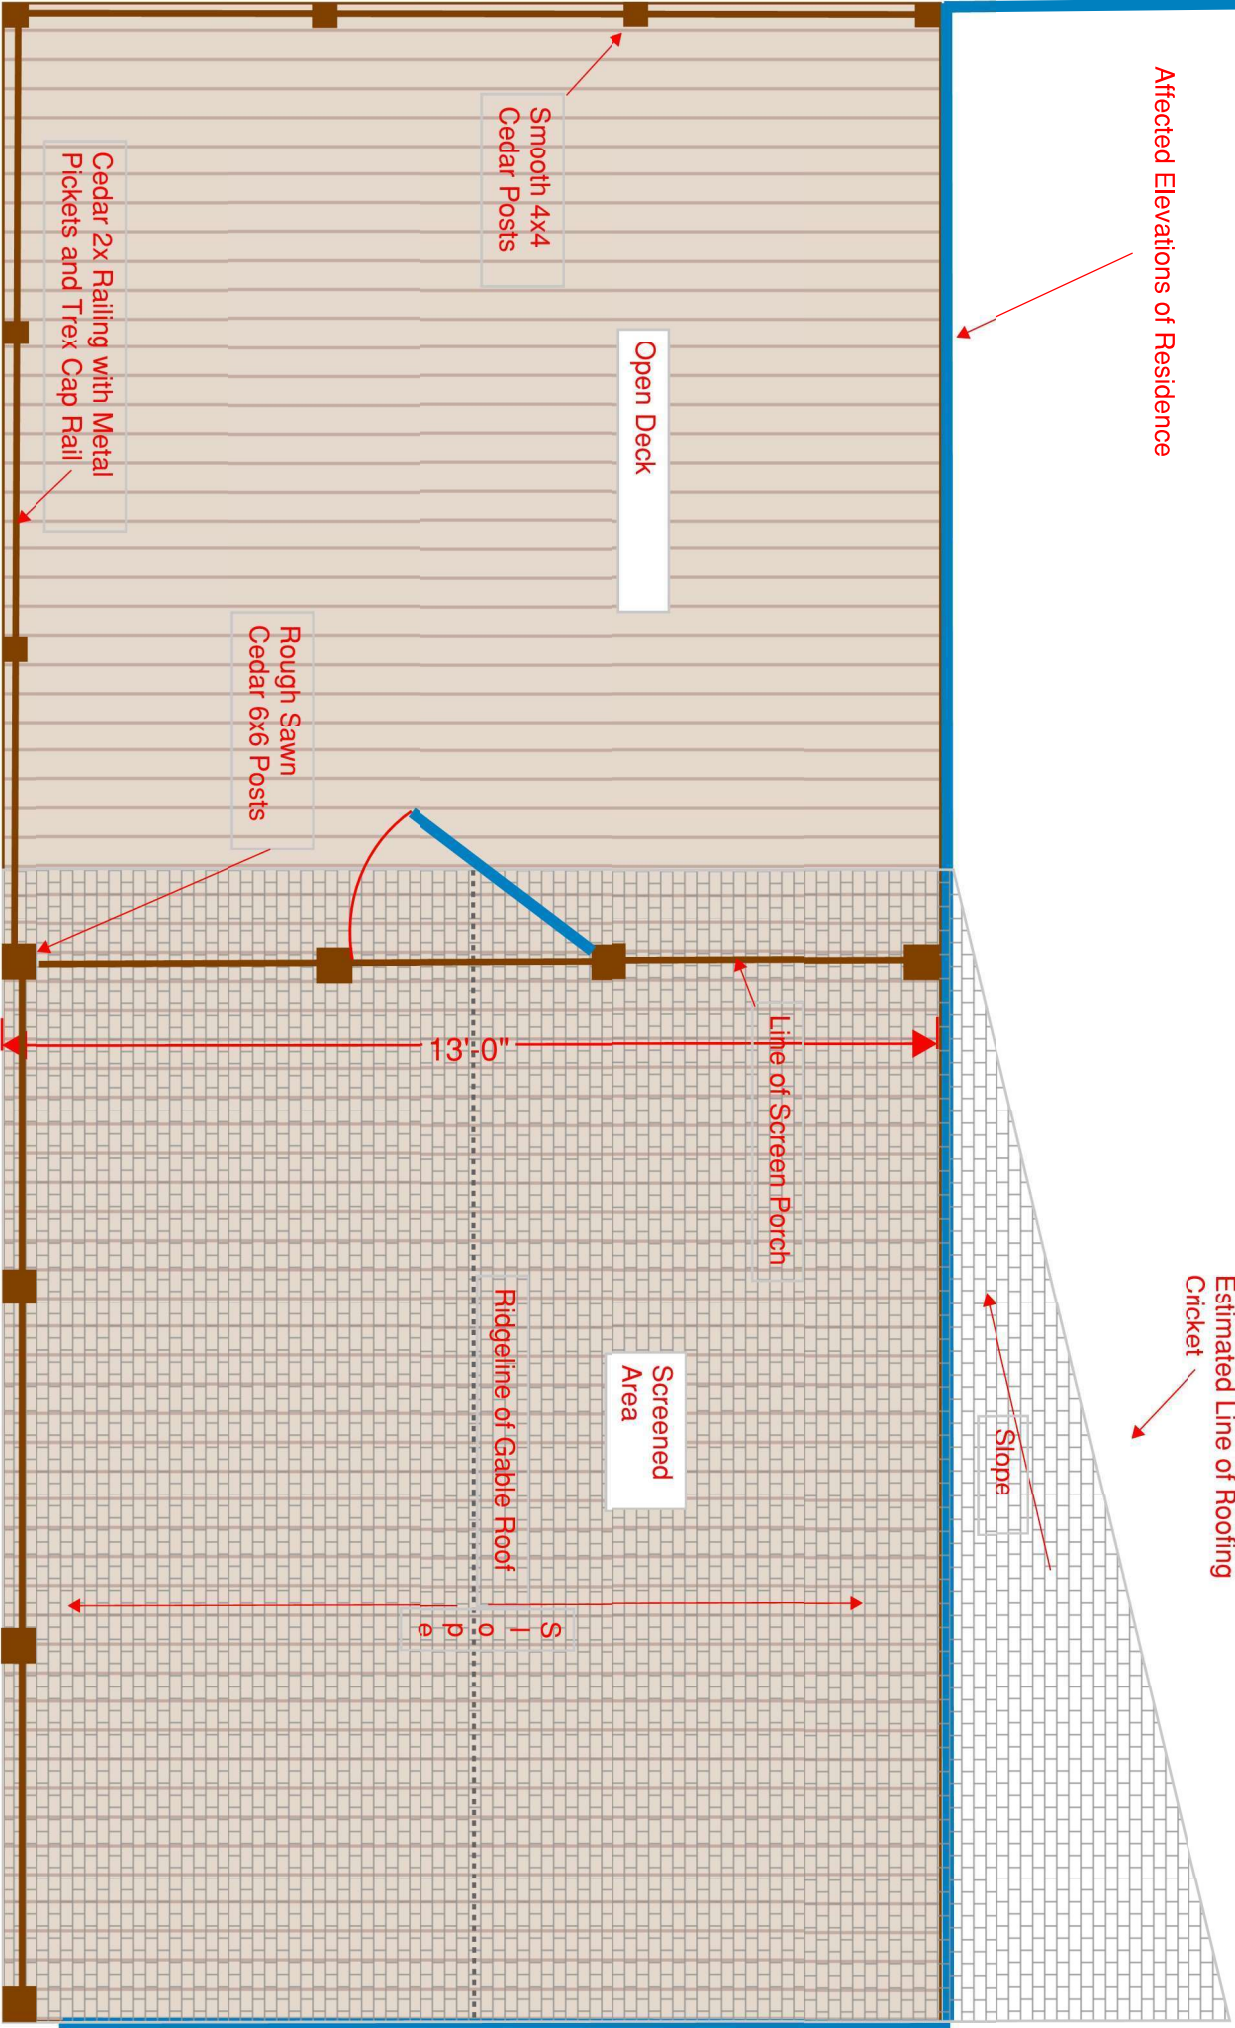 Affected Elevations of Residence
Smooth 4x4
Cedar Posts
Cedar 2x Railing with Metal
Pickets and Trex Cap Rail
Open Deck
Rough Sawn
Cedar 6x6 Posts
13'-0"
Line of Screen Porch
Estimated Line of Roofing
Cricket
Slope
Screened
Area
Ridgeline of Gable Roof
Slope